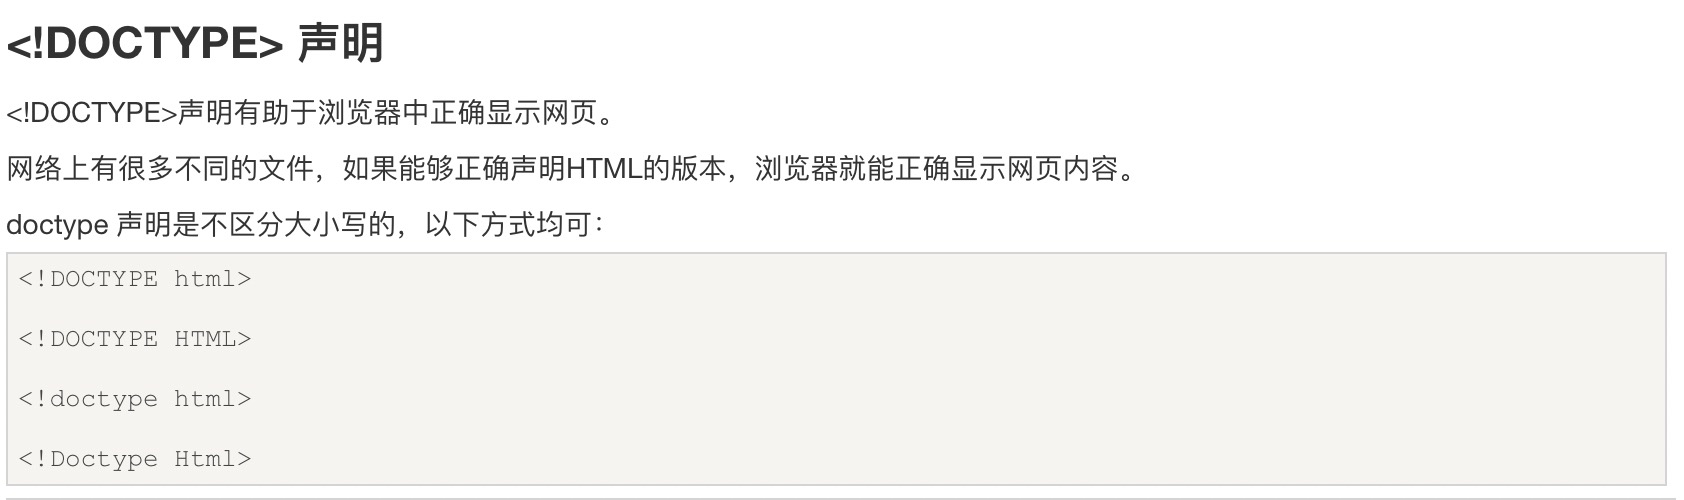 <!DOCTYPE> 声明
<!DOCTYPE>声明有助于浏览器中正确显示网页。
网络上有很多不同的文件，如果能够正确声明HTML的版本，浏览器就能正确显示网页内容。
doctype 声明是不区分大小写的，以下方式均可：
<!DOCTYPE html>
<!DOCTYPE HTML>
<!doctype html>
<!Doctype Html>